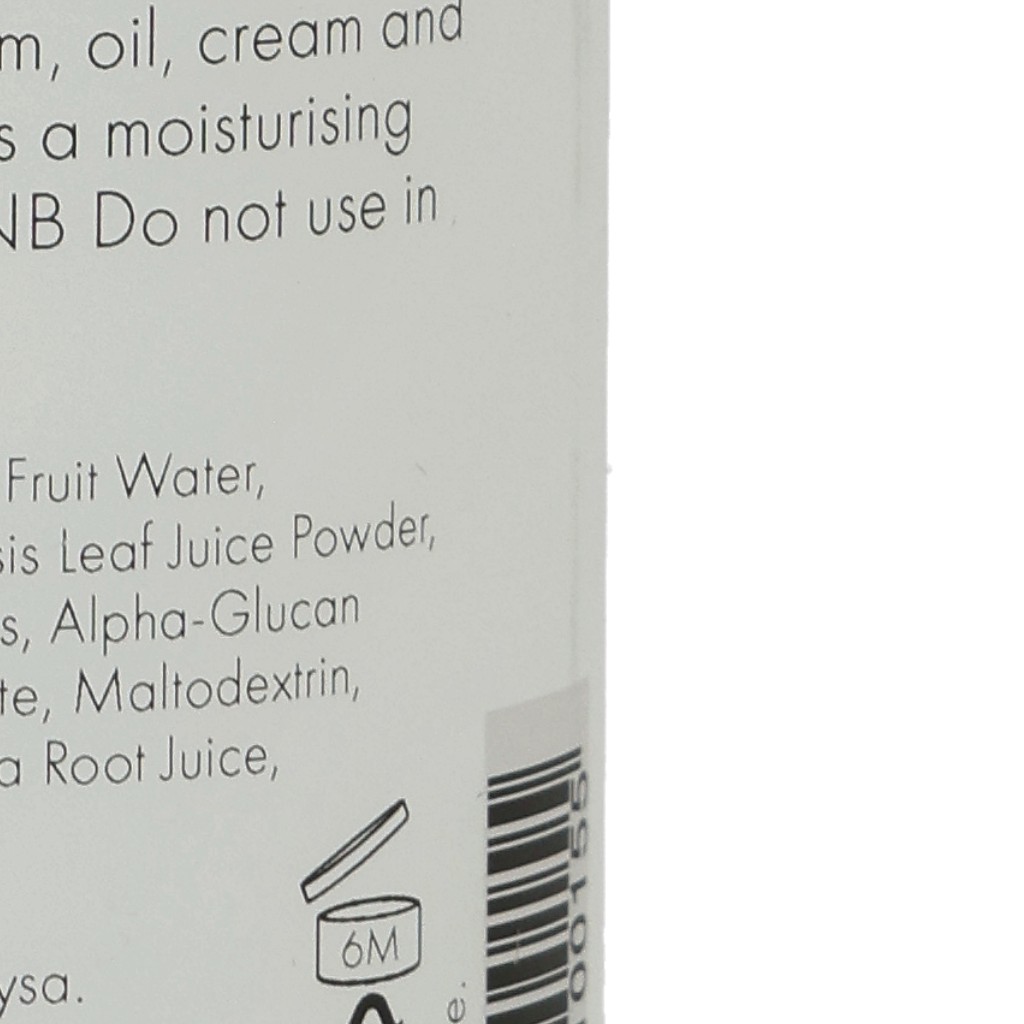 m, oil, cream and
s a moisturising
NB Do not use in
Fruit Water,
sis Leaf Juice Powder,
s, Alpha-Glucan
te, Maltodextrin,
a Root Juice,
6M
ysa.
e.
00155